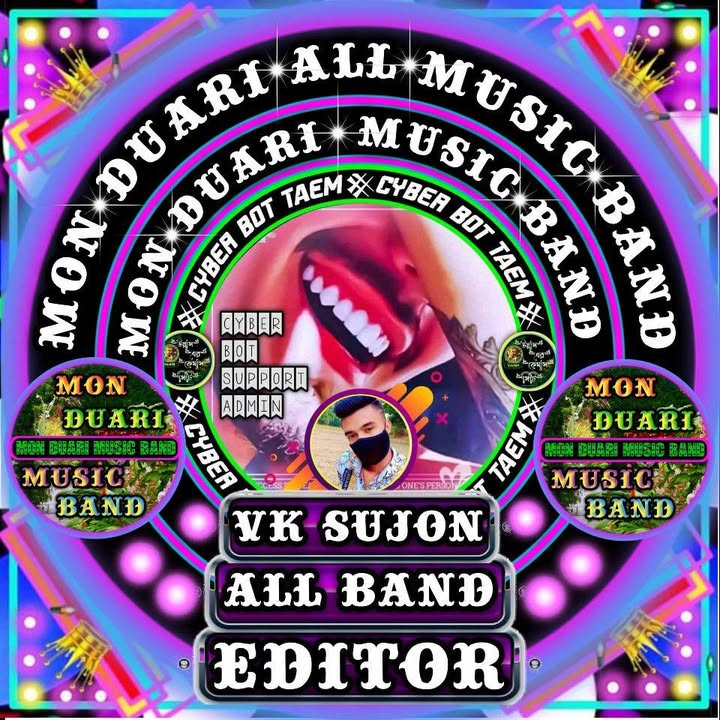 MON DUARI ALL MUSIC BAND
MON DUARI MUSIC BAND
CYBER BOT TAEM # CYBER BOT TAEM #
# CYBER
TAEM #
CYBER
BOT
SUPPORT
ADMIN
MON
DUARI
MON DUARI MUSIC BAND
MUSIC
BAND
MON
DUARI
MON DUARI MUSIC BAND
MUSIC
BAND
ONE'S PERSON
VK SUJON
ALL BAND
EDITOR